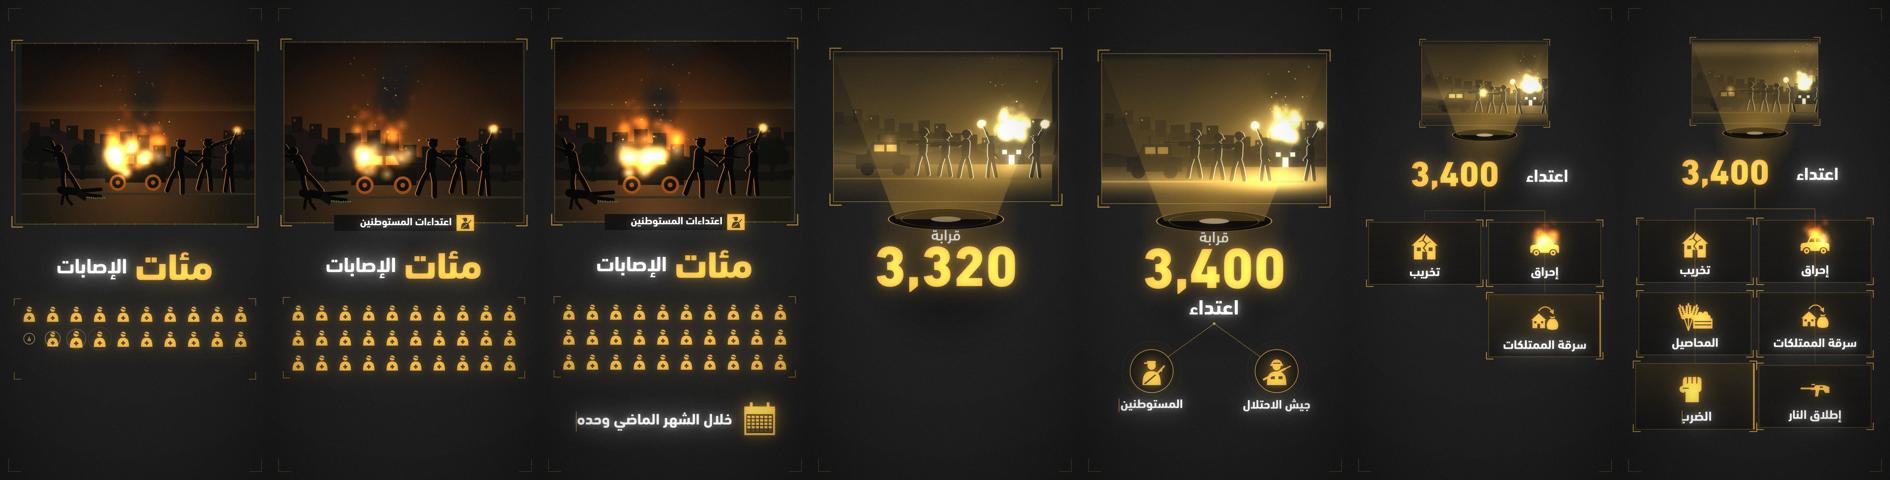 مئات الإصابات
اعتداءات المستوطنين
مئات الإصابات
اعتداءات المستوطنين
مئات الإصابات
خلال الشهر الماضي وحده
قرابة
3,320
قرابة
3,400
اعتداء
جيش الاحتلال
المستوطنين
اعتداء 3,400
إحراق
تخريب
سرقة الممتلكات
اعتداء 3,400
إحراق
تخريب
سرقة الممتلكات
المحاصيل
إطلاق النار
الضرب